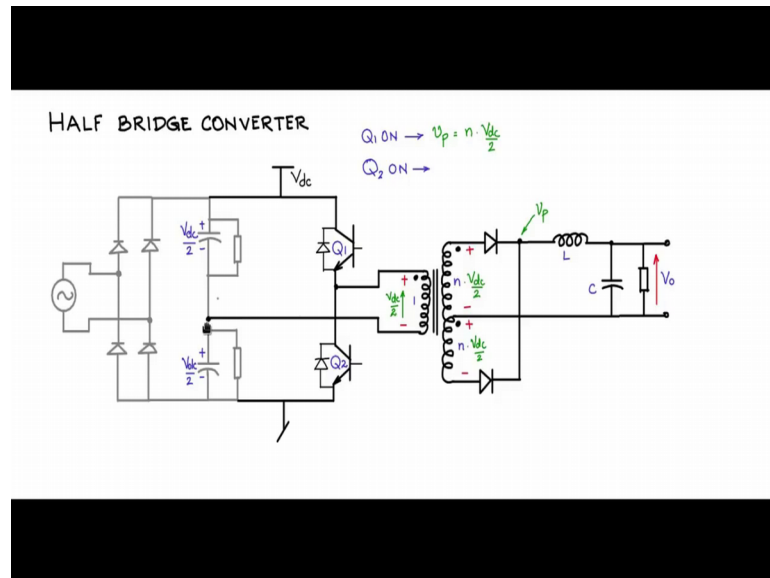 HALF BRIDGE CONVERTER
Q1 ON → υp = n · Vdc/2
Q2 ON →
Vdc
Vp
Vdc/2
+
-
Q1
+
Vdc/2
-
1
+
n · Vdc/2
-
L
C
Vo
+
n · Vdc/2
-
Vdc/2
+
-
Q2